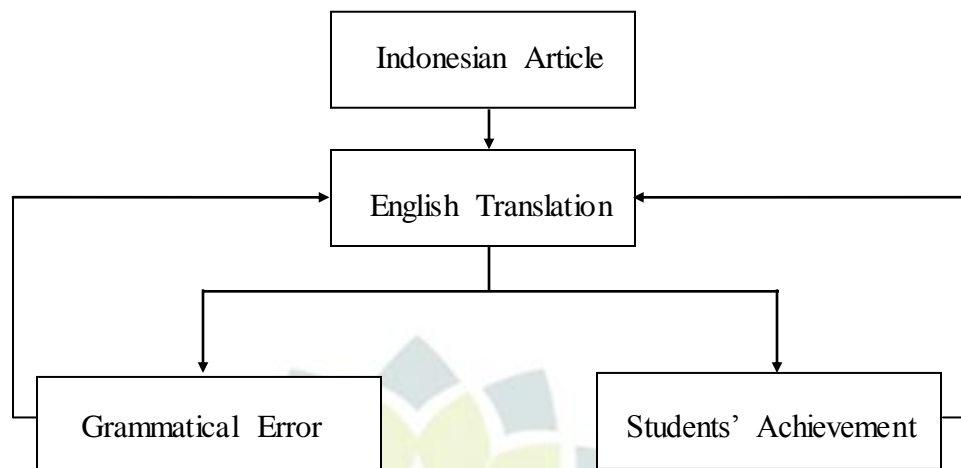 Indonesian Article
English Translation
Grammatical Error
Students’ Achievement